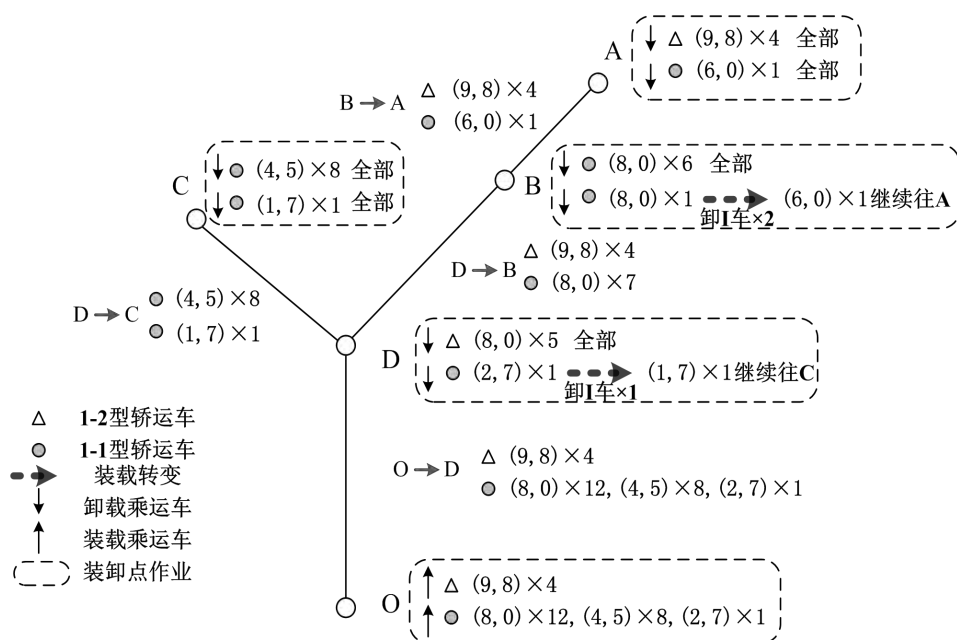 A
(9,8)×4 全部
(6,0)×1 全部
B → A
(9,8)×4
(6,0)×1
C
(4,5)×8 全部
(1,7)×1 全部
B
(8,0)×6 全部
(8,0)×1 (6,0)×1继续往A
卸I车×2
D → B
(9,8)×4
(8,0)×7
D → C
(4,5)×8
(1,7)×1
D
(8,0)×5 全部
(2,7)×1 (1,7)×1继续往C
卸I车×1
1-2型轿运车
1-1型轿运车
装载转变
卸载乘运车
装载乘运车
装卸点作业
O → D
(9,8)×4
(8,0)×12,(4,5)×8,(2,7)×1
O
(9,8)×4
(8,0)×12,(4,5)×8,(2,7)×1